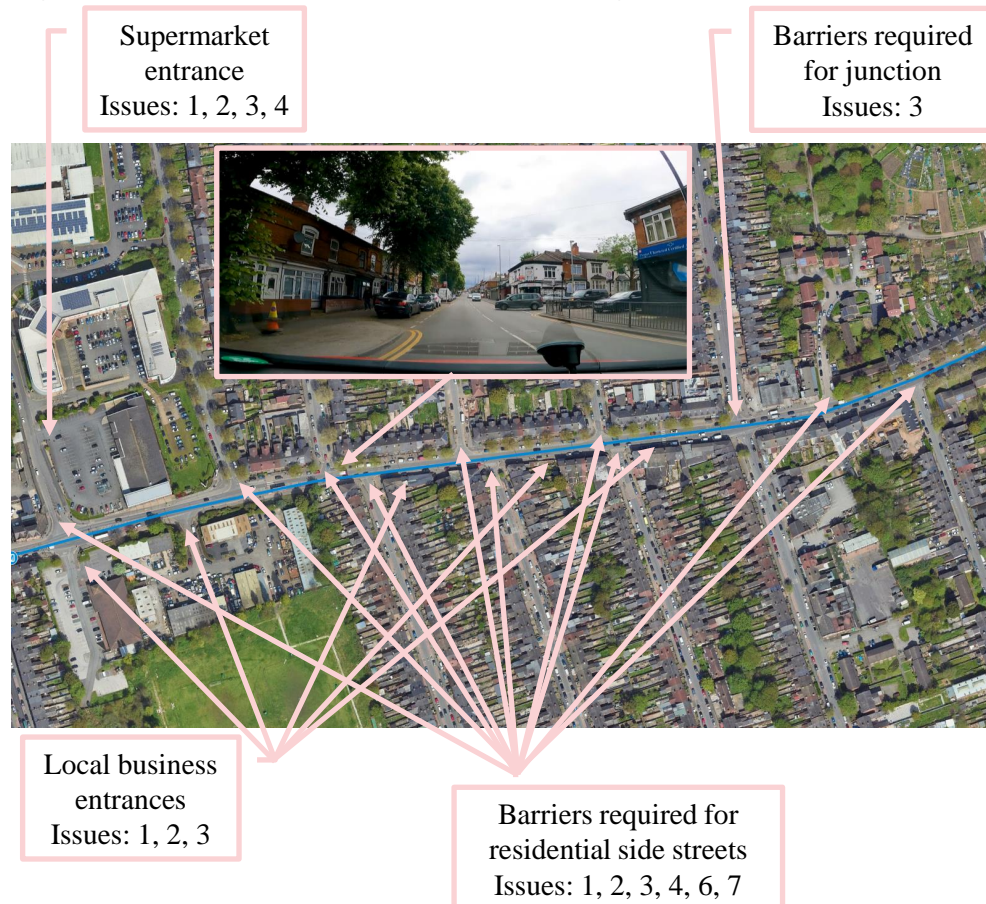 Supermarket
entrance
Issues: 1, 2, 3, 4
Barriers required
for junction
Issues: 3
Local business
entrances
Issues: 1, 2, 3
Barriers required for
residential side streets
Issues: 1, 2, 3, 4, 6, 7